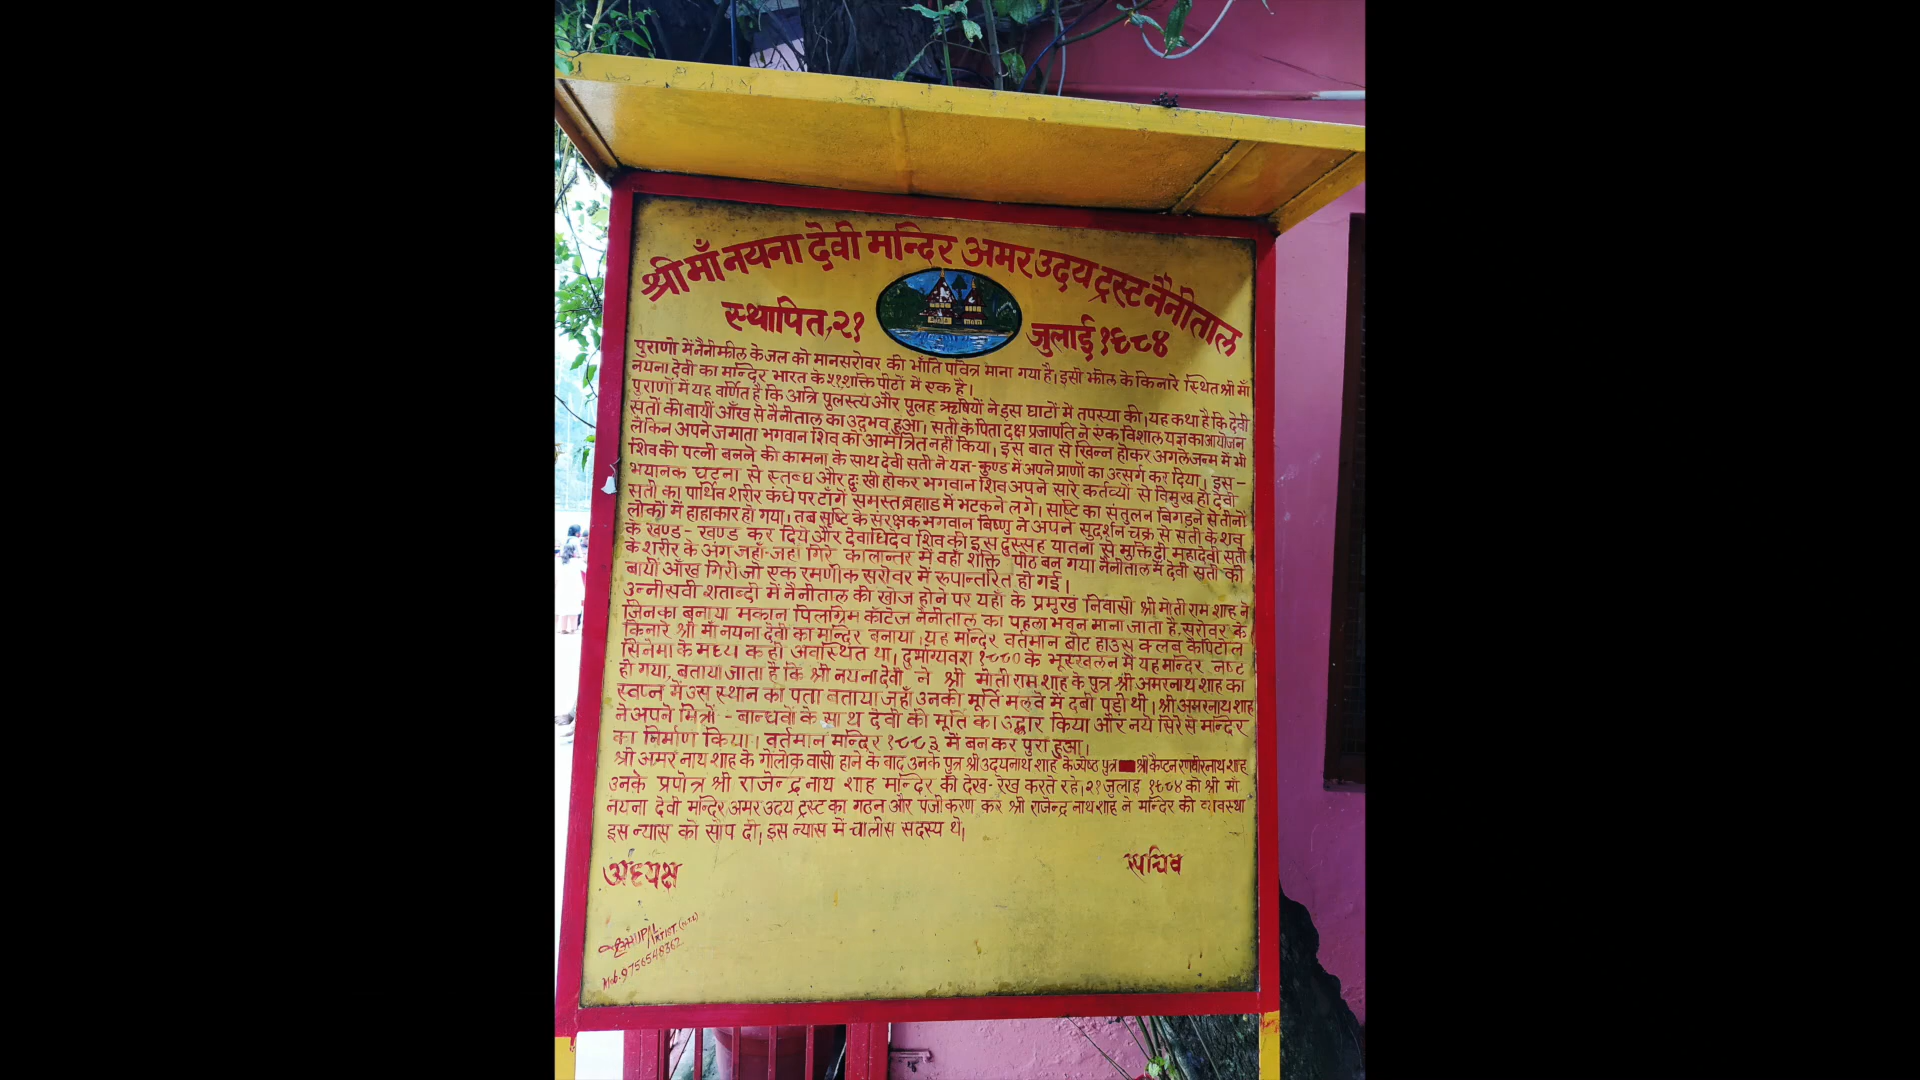 श्री माँ नयना देवी मन्दिर अमर उदय ट्रस्ट नैनीताल
स्थापित,२१ जुलाई १९८४
पुराणो में नैनीझील के जल को मानसरोवर की भाँति पवित्र माना गया है। इसी झील के किनारे स्थित श्री माँ
नयना देवी का मन्दिर भारत के ५१ शक्ति पीटों में एक है।
पुराणों में यह वर्णित है कि अत्रि पुलस्त्य और पुलह ऋषियों ने इस घाटी में तपस्या की। यह कथा है कि देवी
सती की बायीं आँख से नैनीताल का उद्भव हुआ। सती के पिता दक्ष प्रजापति ने एक विशाल यज्ञ का आयोजन
लेकिन अपने जमाता भगवान शिव को आमंत्रित नहीं किया। इस बात से खिन्न होकर अगले जन्म में भी
शिव की पत्नी बनने की कामना के साथ देवी सती ने यज्ञ-कुण्ड में अपने प्राणों का उत्सर्ग कर दिया। इस-
भयानक घटना से स्तब्ध और दुःखी होकर भगवान शिव अपने सारे कर्तव्यों से विमुख हो देवी
सती का पार्थिव शरीर कंधे पर टाँगे समस्त ब्रह्माड में भटकने लगे। सृष्टि का संतुलन बिगड़ने से तीनों
लोकों में हाहाकार हो गया। तब सृष्टि के संरक्षक भगवान विष्णु ने अपने सुदर्शन चक्र से सती के शव
के खण्ड-खण्ड कर दिये और देवाधिदेव शिव की इस दुस्सह यातना से मुक्ति दी महादेवी सती
के शरीर के अंग जहाँ-जहाँ गिरे कालान्तर में वहाँ शक्ति पीठ बन गया नैनीताल में देवी सती की
बायीं आँख गिरी जो एक रमणीक सरोवर में रूपान्तरित हो गई।
उन्नीसवीं शताब्दी में नैनीताल की खोज होने पर यहाँ के प्रमुख निवासी श्री मोती राम शाह ने
जिनका बनाया मकान पिलग्रिम कॉटेज नैनीताल का पहला भवन माना जाता है, सरोवर के
किनारे श्री माँ नयना देवी का मन्दिर बनाया। यह मन्दिर वर्तमान बोट हाउस क्लब कैपिटोल
सिनेमा के मध्य कहीं अवस्थित था। दुर्भाग्यवश १८८० के भूस्खलन में यह मन्दिर नष्ट
हो गया, बताया जाता है कि श्री नयना देवी ने श्री मोती राम शाह के पुत्र श्री अमरनाथ शाह का
स्वप्न में उस स्थान का पता बताया जहाँ उनकी मूर्ति मलवे में दबी पड़ी थी। श्री अमरनाथ शाह
ने अपने मित्रों - बान्धवों के साथ देवी की मूर्ति का उद्धार किया और नये सिरे से मन्दिर
का निर्माण किया। वर्तमान मन्दिर १८८३ में बन कर पुरा हुआ।
श्री अमर नाथ शाह के गोलोक वासी होने के बाद उनके पुत्र श्री उदयनाथ शाह के ज्येष्ठ पुत्र श्री कैप्टन रणवीरनाथ शाह
उनके प्रपोत्र श्री राजेन्द्र नाथ शाह मन्दिर की देख-रेख करते रहे। २१ जुलाई १९८४ को श्री माँ
नयना देवी मन्दिर अमर उदय ट्रस्ट का गठन और पंजीकरण कर श्री राजेन्द्र नाथ शाह ने मन्दिर की व्यवस्था
इस न्यास को सौंप दी। इस न्यास में चालीस सदस्य थे।
अध्यक्ष सचिव
ARTIST. (N.T.L)
Mob. 9756548362